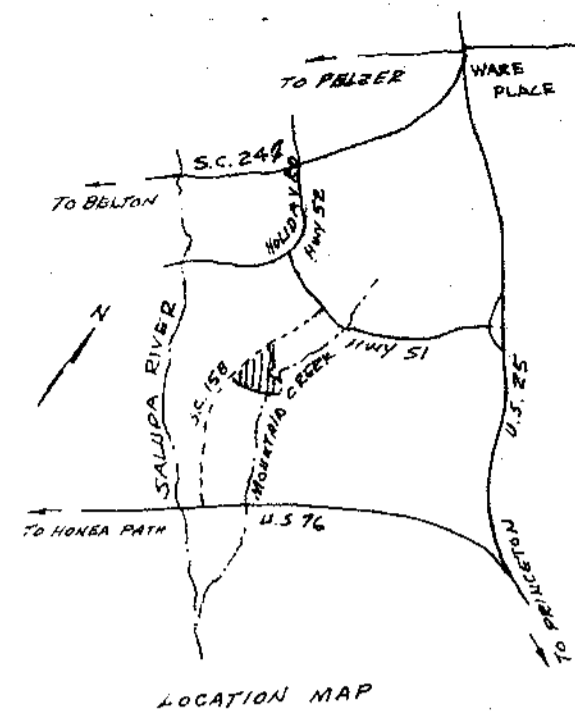 TO PELZER
WARE
PLACE
S.C. 248
TO BELTON
HOLIDAY RD
HWY 52
N
SALUDA RIVER
S.C. 158
MOUNTAIN CREEK
HWY 51
U.S. 25
TO HONEA PATH
U.S 76
TO PRINCETON
LOCATION MAP